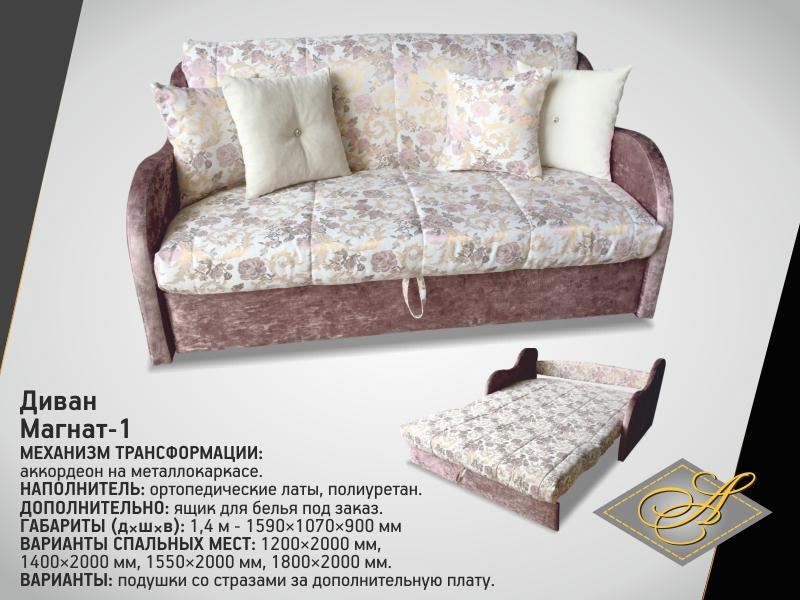 Диван
Магнат-1
МЕХАНИЗМ ТРАНСФОРМАЦИИ:
аккордеон на металлокаркасе.
НАПОЛНИТЕЛЬ: ортопедические латы, полиуретан.
ДОПОЛНИТЕЛЬНО: ящик для белья под заказ.
ГАБАРИТЫ (д×ш×в): 1,4 м - 1590×1070×900 мм
ВАРИАНТЫ СПАЛЬНЫХ МЕСТ: 1200×2000 мм,
1400×2000 мм, 1550×2000 мм, 1800×2000 мм.
ВАРИАНТЫ: подушки со стразами за дополнительную плату.